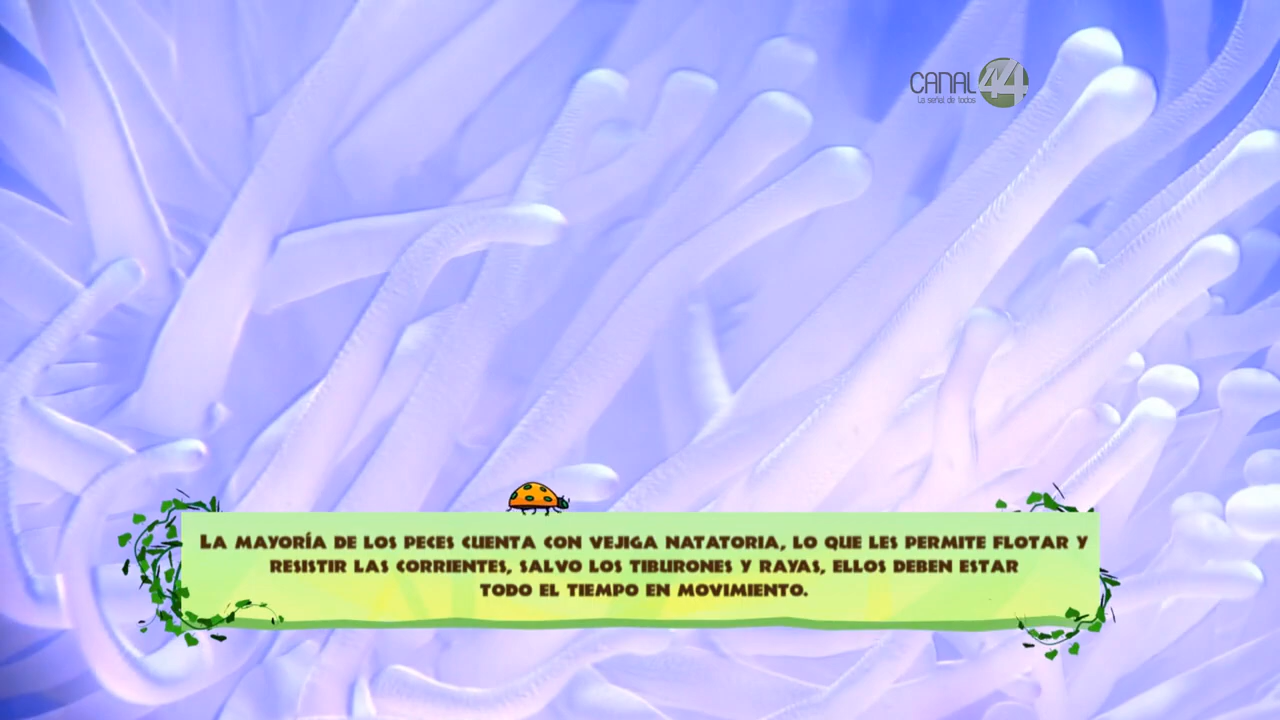 CANAL 44
La señal de todos
LA MAYORÍA DE LOS PECES CUENTA CON VEJIGA NATATORIA, LO QUE LES PERMITE FLOTAR Y
RESISTIR LAS CORRIENTES, SALVO LOS TIBURONES Y RAYAS, ELLOS DEBEN ESTAR
TODO EL TIEMPO EN MOVIMIENTO.